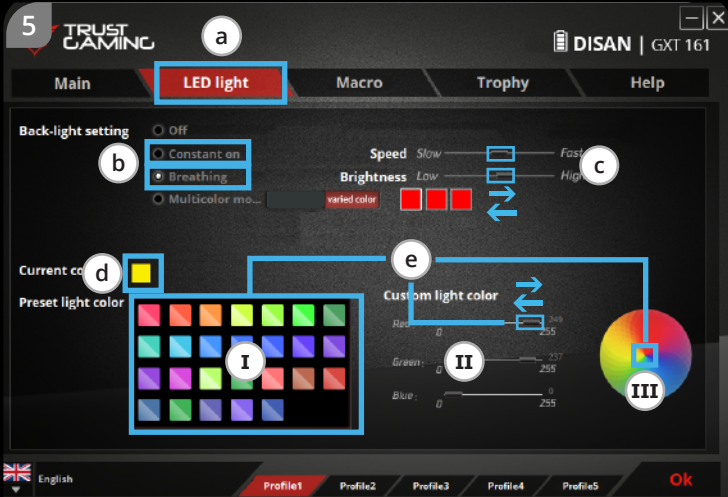 5
TRUST
GAMING
a
DISAN | GXT 161
Main
LED light
Macro
Trophy
Help
Back-light setting
Off
b
Constant on
Breathing
Multicolor mo...
varied color
Speed Slow Fast
c
Brightness Low High
Current co
d
e
Preset light color
Custom light color
Red:
0
249
255
I
II
Green:
0
237
255
III
Blue:
0
0
255
English
Profile1
Profile2
Profile3
Profile4
Profile5
Ok